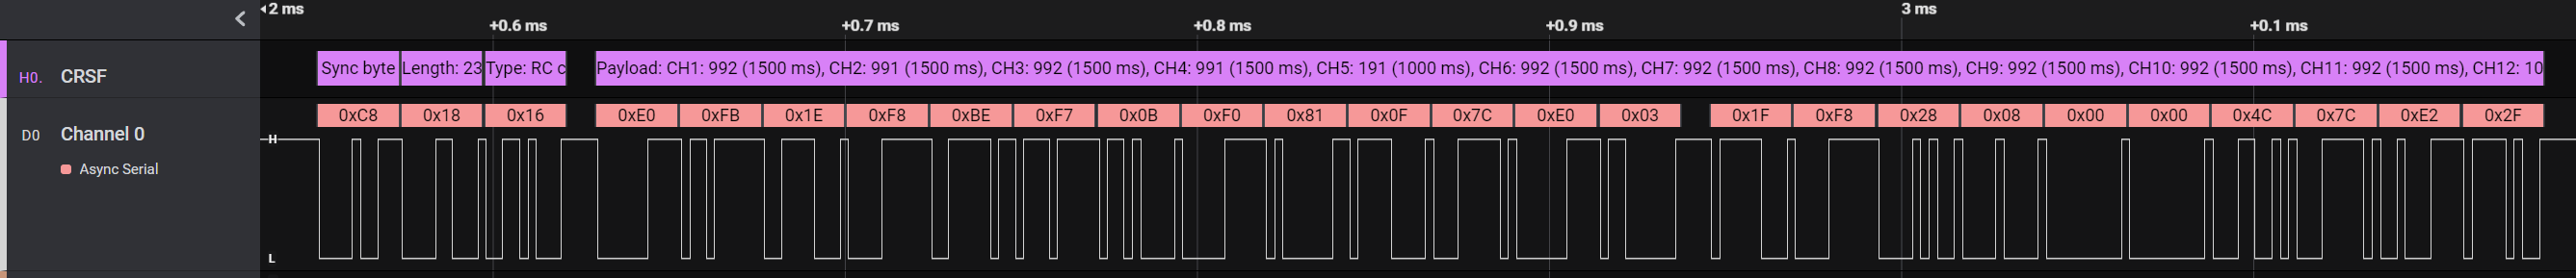 2 ms
+0.6 ms +0.7 ms +0.8 ms +0.9 ms 3 ms +0.1 ms
H0. CRSF
Sync byte Length: 23 Type: RC c Payload: CH1: 992 (1500 ms), CH2: 991 (1500 ms), CH3: 992 (1500 ms), CH4: 991 (1500 ms), CH5: 191 (1000 ms), CH6: 992 (1500 ms), CH7: 992 (1500 ms), CH8: 992 (1500 ms), CH9: 992 (1500 ms), CH10: 992 (1500 ms), CH11: 992 (1500 ms), CH12: 10
0xC8 0x18 0x16 0xE0 0xFB 0x1E 0xF8 0xBE 0xF7 0x0B 0xF0 0x81 0x0F 0x7C 0xE0 0x03 0x1F 0xF8 0x28 0x08 0x00 0x00 0x4C 0x7C 0xE2 0x2F
D0 Channel 0
H
Async Serial
L